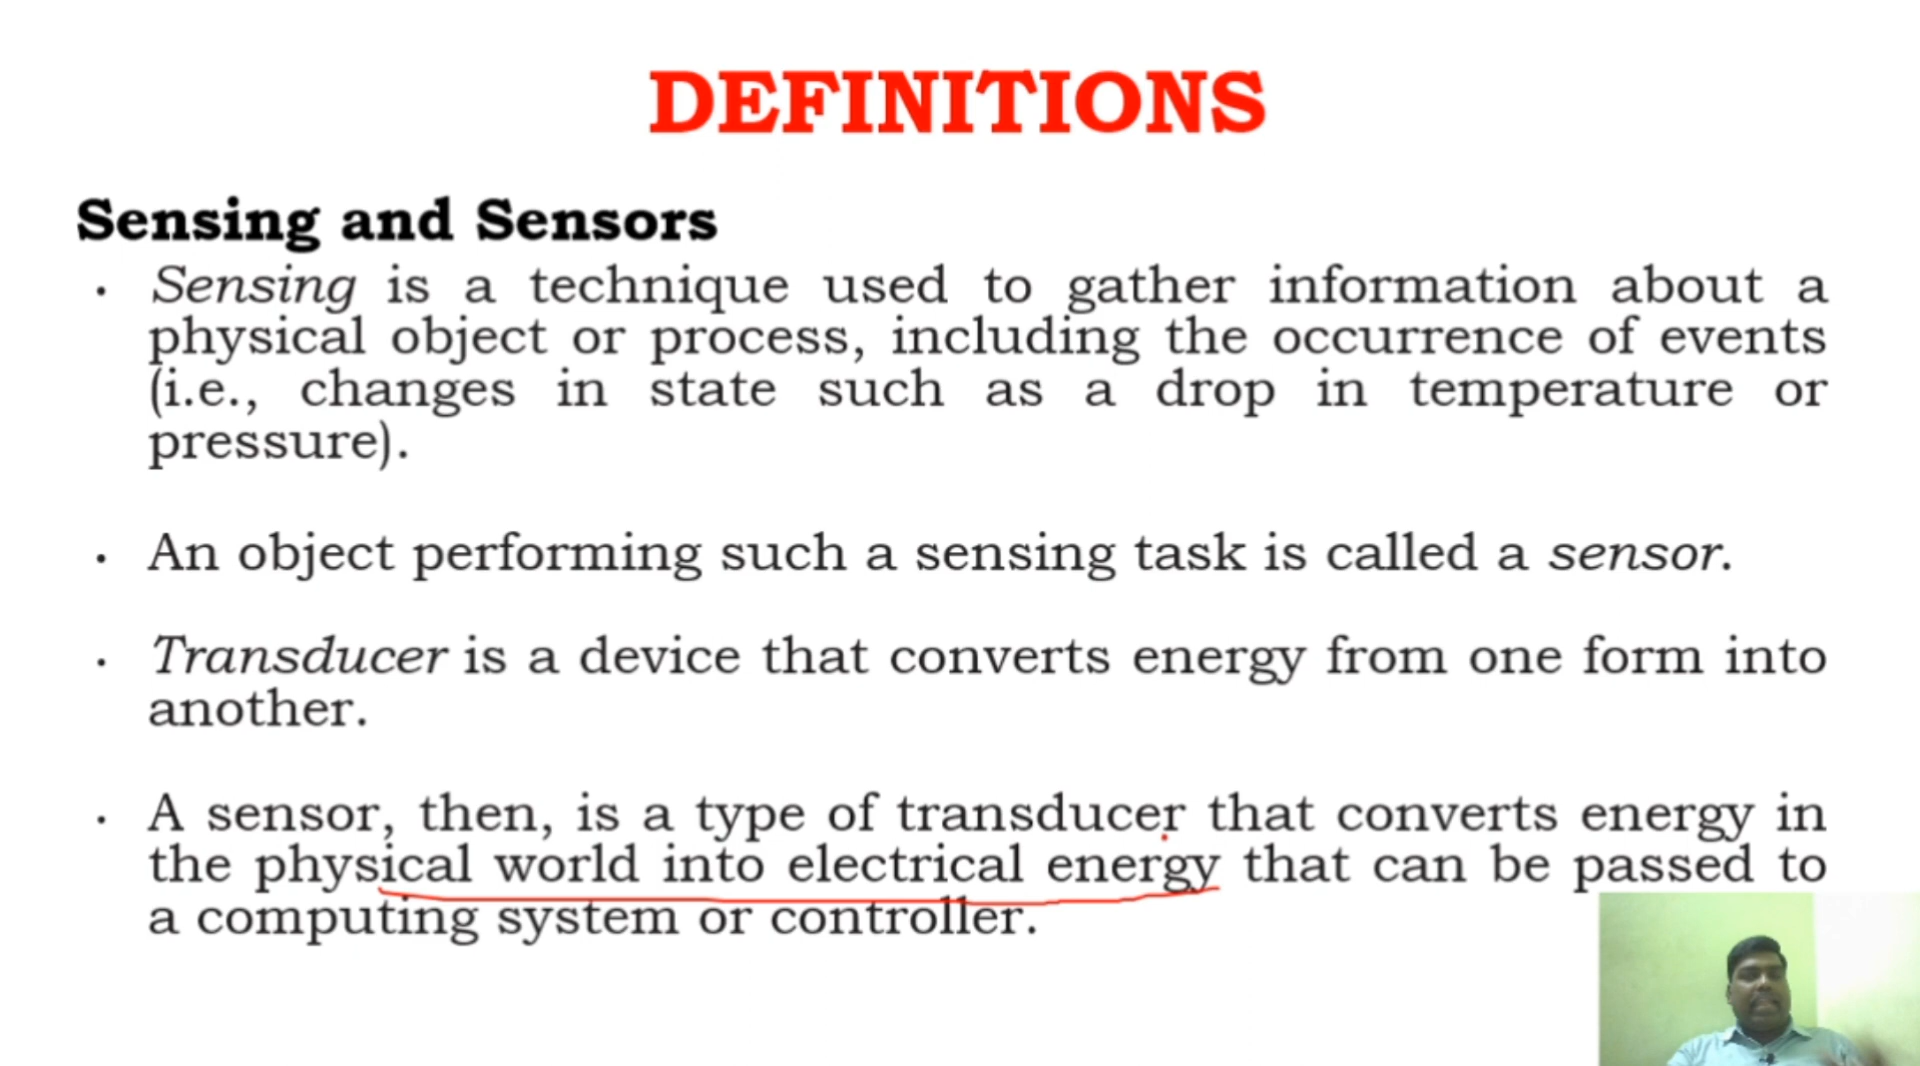 DEFINITIONS
Sensing and Sensors
• Sensing is a technique used to gather information about a
physical object or process, including the occurrence of events
(i.e., changes in state such as a drop in temperature or
pressure).
• An object performing such a sensing task is called a sensor.
• Transducer is a device that converts energy from one form into
another.
• A sensor, then, is a type of transducer that converts energy in
the physical world into electrical energy that can be passed to
a computing system or controller.